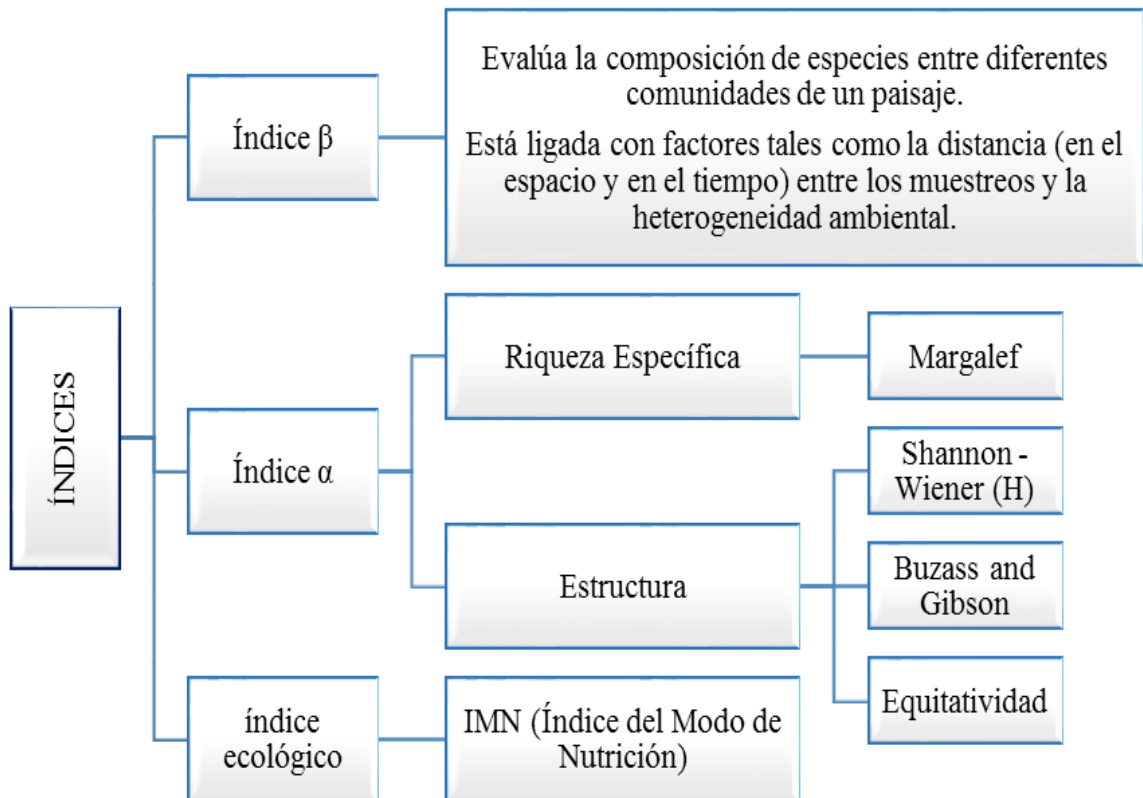 ÍNDICES
Índice β
Evalúa la composición de especies entre diferentes
comunidades de un paisaje.
Está ligada con factores tales como la distancia (en el
espacio y en el tiempo) entre los muestreos y la
heterogeneidad ambiental.
Índice α
Riqueza Específica
Margalef
Estructura
Shannon -
Wiener (H)
Buzass and
Gibson
Equitatividad
índice
ecológico
IMN (Índice del Modo de
Nutrición)